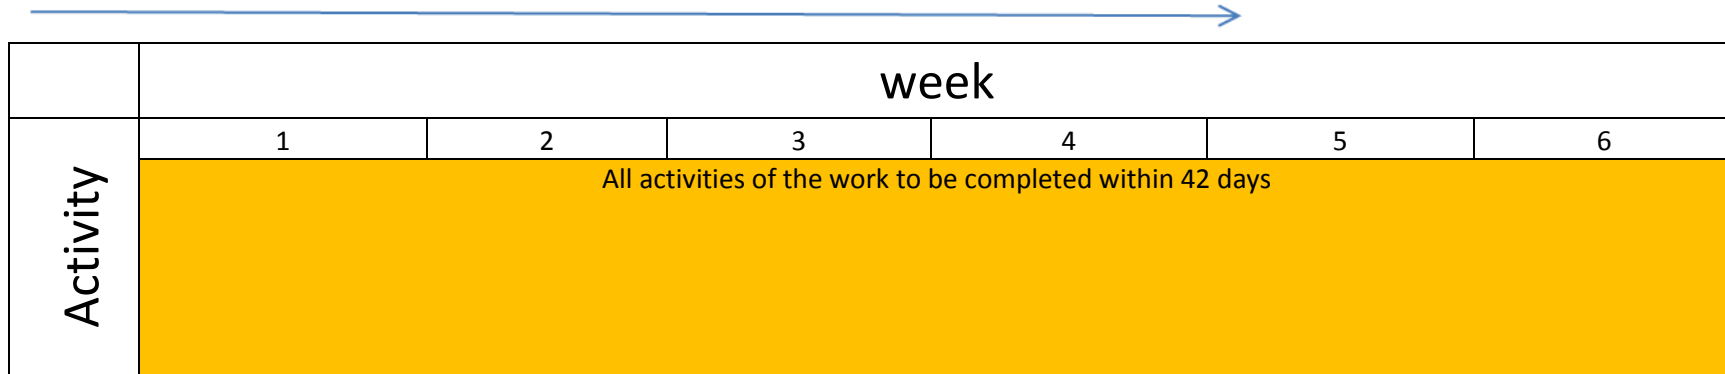 week
1 2 3 4 5 6
Activity
All activities of the work to be completed within 42 days